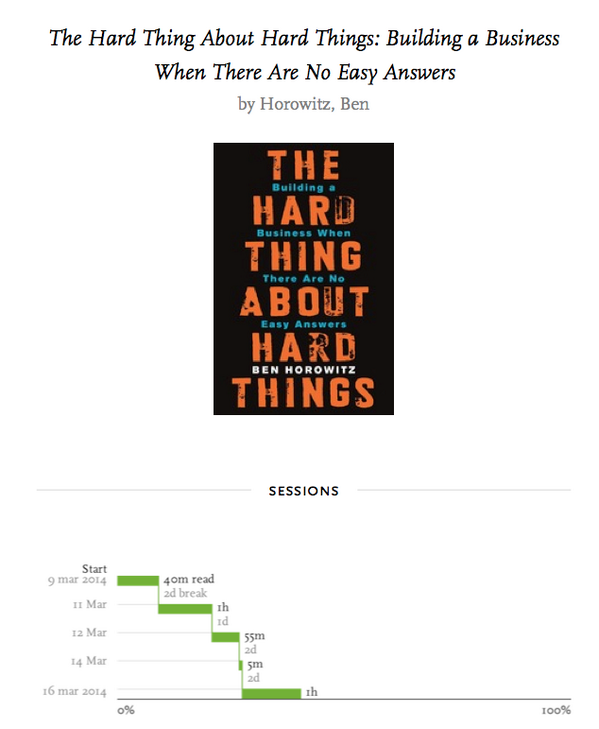 The Hard Thing About Hard Things: Building a Business
When There Are No Easy Answers
by Horowitz, Ben
THE
Building a
HARD
Business When
THING
There Are No
ABOUT
Easy Answers
HARD
BEN HOROWITZ
THINGS
SESSIONS
Start
9 mar 2014
40m read
2d break
11 Mar
1h
1d
12 Mar
55m
2d
14 Mar
5m
2d
16 mar 2014
1h
0%
100%